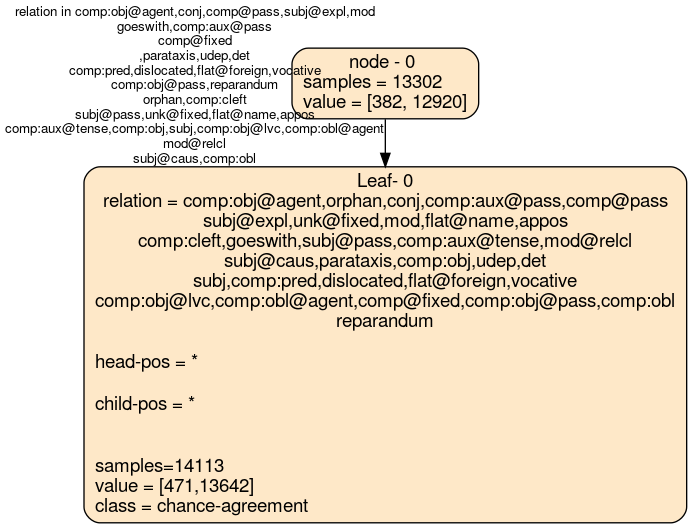 relation in comp:obj@agent,conj,comp@pass,subj@expl,mod
goeswith,comp:aux@pass
comp@fixed
,parataxis,udep,det
comp:pred,dislocated,flat@foreign,vocative
comp:obj@pass,reparandum
orphan,comp:cleft
subj@pass,unk@fixed,flat@name,appos
comp:aux@tense,comp:obj,subj,comp:obj@lvc,comp:obl@agent
mod@relcl
subj@caus,comp:obl
node - 0
samples = 13302
value = [382, 12920]
Leaf- 0
relation = comp:obj@agent,orphan,conj,comp:aux@pass,comp@pass
subj@expl,unk@fixed,mod,flat@name,appos
comp:cleft,goeswith,subj@pass,comp:aux@tense,mod@relcl
subj@caus,parataxis,comp:obj,udep,det
subj,comp:pred,dislocated,flat@foreign,vocative
comp:obj@lvc,comp:obl@agent,comp@fixed,comp:obj@pass,comp:obl
reparandum
head-pos = *
child-pos = *
samples=14113
value = [471,13642]
class = chance-agreement